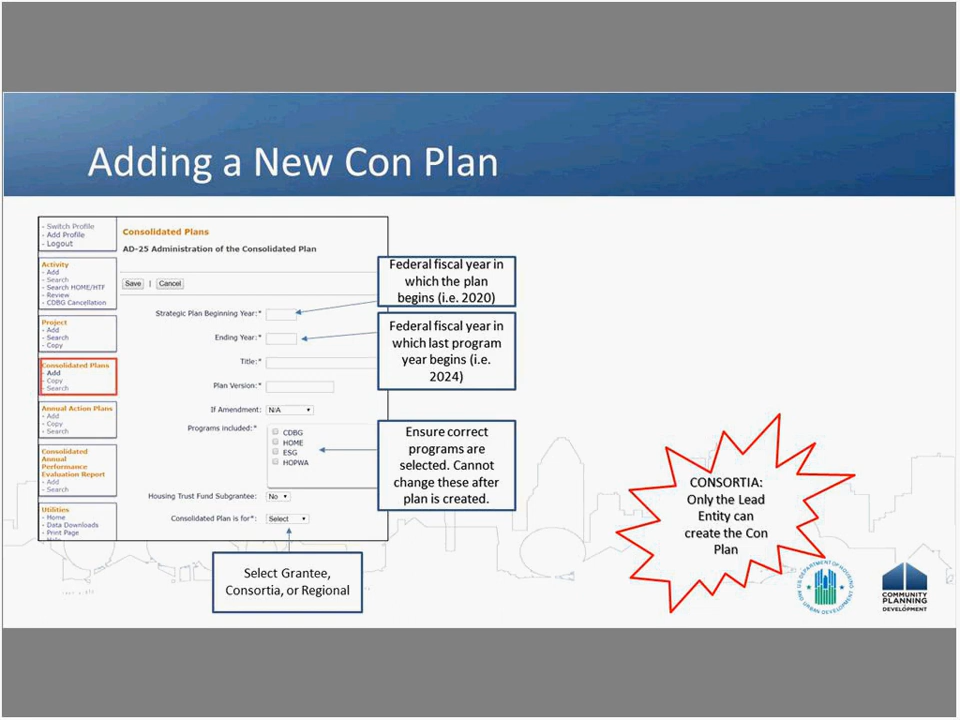 Adding a New Con Plan
- Switch Profile
- Add Profile
- Logout
Activity
- Add
- Search
- Search HOME/HTF
- Review
- CDBG Cancellation
Project
- Add
- Search
- Copy
Consolidated Plans
- Add
- Copy
- Search
Annual Action Plans
- Add
- Copy
- Search
Consolidated
Annual
Performance
Evaluation Report
- Add
- Search
Utilities
- Home
- Data Downloads
- Print Page
Consolidated Plans
AD-25 Administration of the Consolidated Plan
Save | Cancel
Strategic Plan Beginning Year:*
Ending Year:*
Title:*
Plan Version:*
If Amendment: N/A
Programs included:*
CDBG
HOME
ESG
HOPWA
Housing Trust Fund Subgrantee: No
Consolidated Plan is for*: Select
Federal fiscal year in
which the plan
begins (i.e. 2020)
Federal fiscal year in
which last program
year begins (i.e.
2024)
Ensure correct
programs are
selected. Cannot
change these after
plan is created.
Select Grantee,
Consortia, or Regional
CONSORTIA:
Only the Lead
Entity can
create the Con
Plan
U.S. DEPARTMENT OF HOUSING
AND URBAN DEVELOPMENT
COMMUNITY
PLANNING
DEVELOPMENT